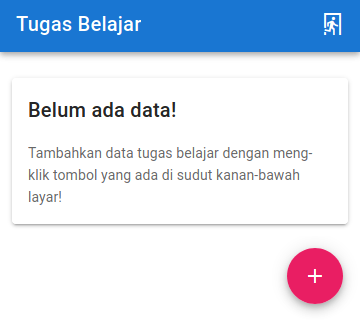 Tugas Belajar
Belum ada data!
Tambahkan data tugas belajar dengan meng-
klik tombol yang ada di sudut kanan-bawah
layar!